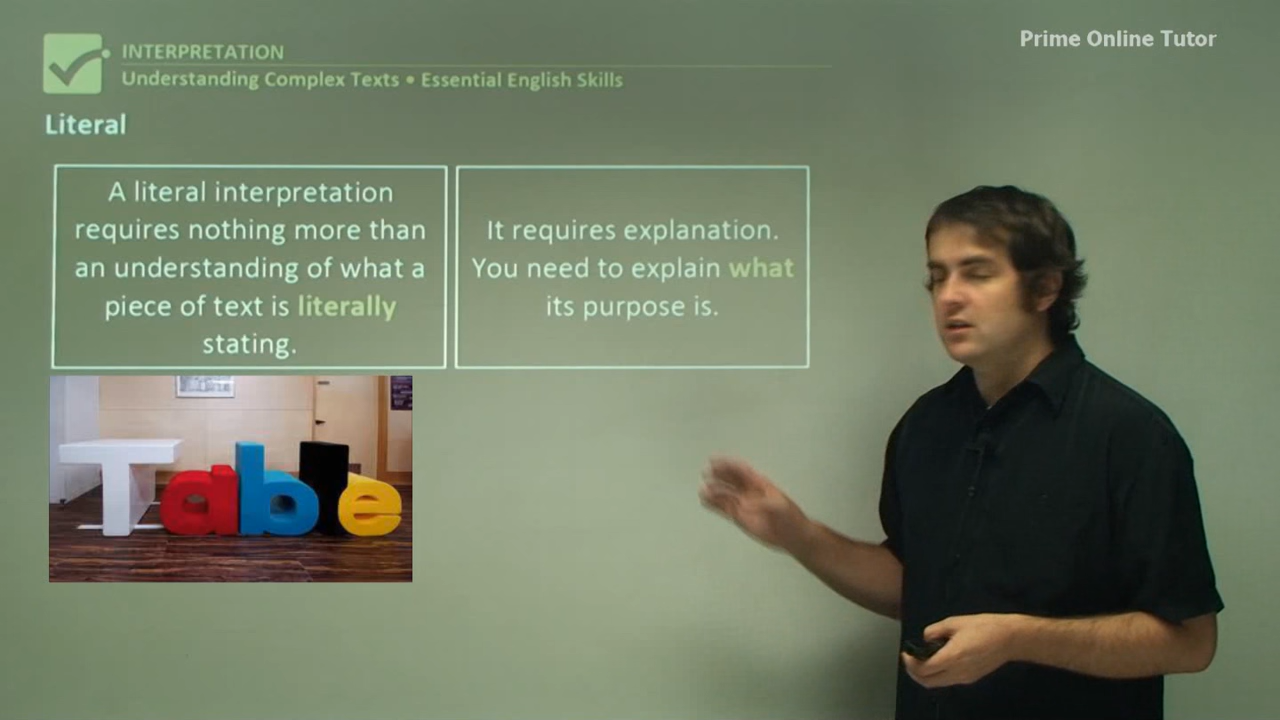 Prime Online Tutor
INTERPRETATION
Understanding Complex Texts • Essential English Skills
Literal
A literal interpretation
requires nothing more than
an understanding of what a
piece of text is literally
stating.
It requires explanation.
You need to explain what
its purpose is.
Table